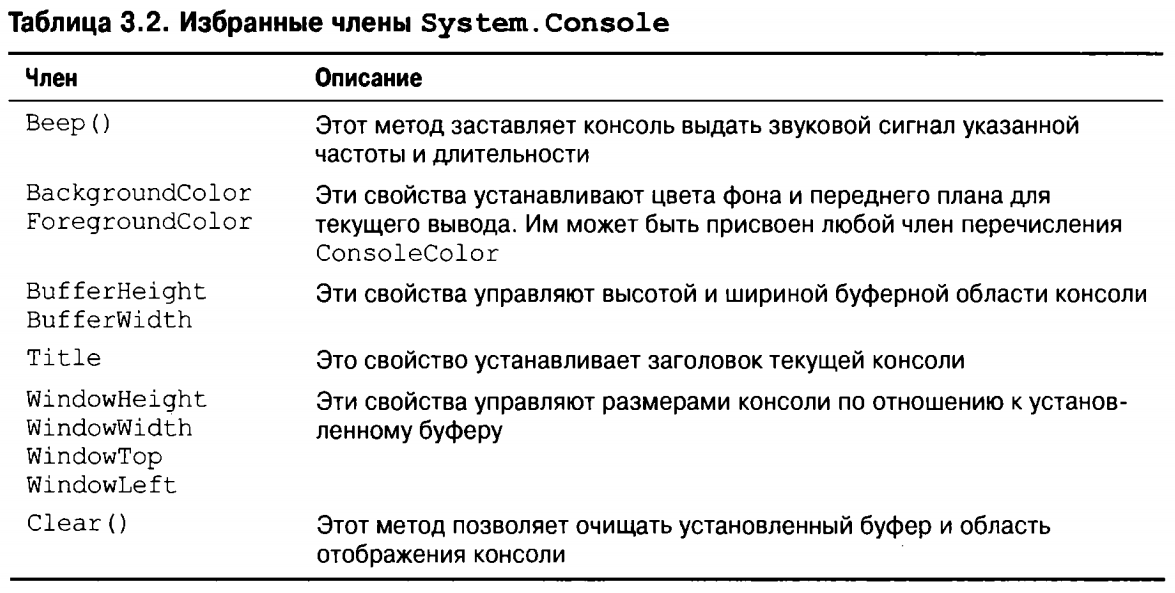 Таблица 3.2. Избранные члены System.Console
Член Описание
Beep() Этот метод заставляет консоль выдать звуковой сигнал указанной
частоты и длительности
BackgroundColor Эти свойства устанавливают цвета фона и переднего плана для
ForegroundColor текущего вывода. Им может быть присвоен любой член перечисления
ConsoleColor
BufferHeight Эти свойства управляют высотой и шириной буферной области консоли
BufferWidth
Title Это свойство устанавливает заголовок текущей консоли
WindowHeight Эти свойства управляют размерами консоли по отношению к установ-
WindowWidth ленному буферу
WindowTop
WindowLeft
Clear() Этот метод позволяет очищать установленный буфер и область
отображения консоли